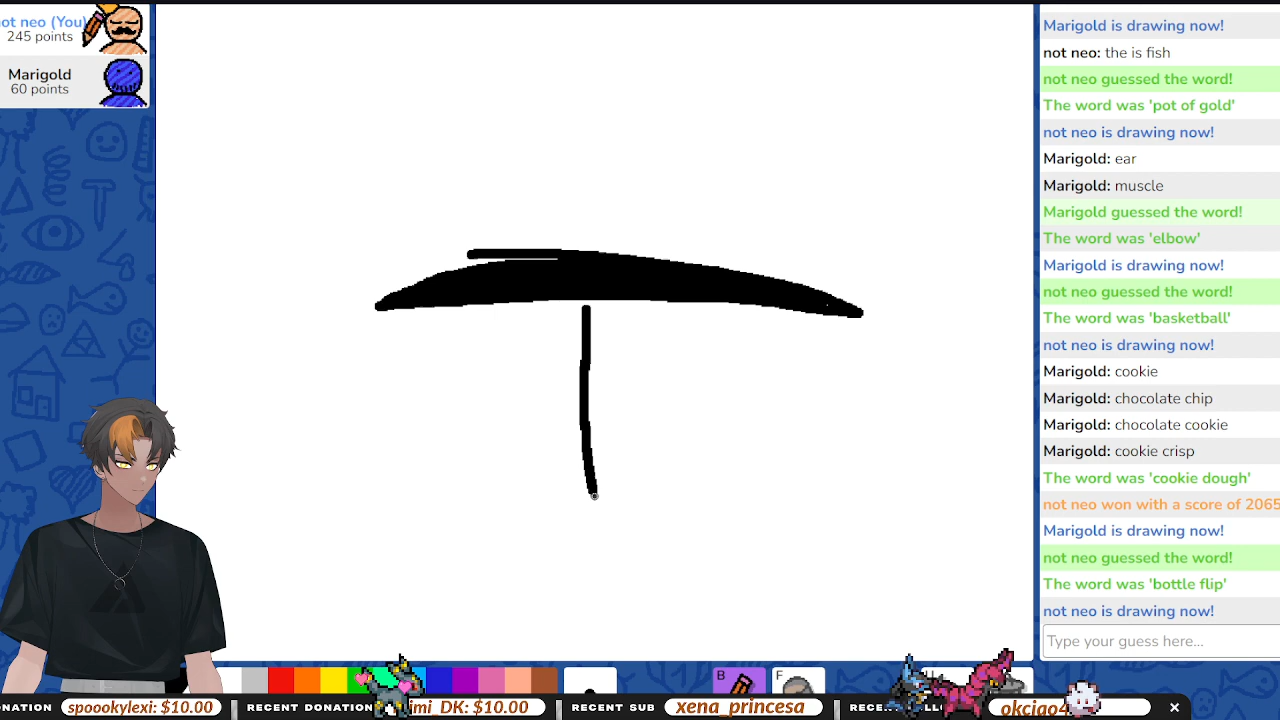 not neo (You)
245 points
Marigold
60 points
Marigold is drawing now!
not neo: the is fish
not neo guessed the word!
The word was 'pot of gold'
not neo is drawing now!
Marigold: ear
Marigold: muscle
Marigold guessed the word!
The word was 'elbow'
Marigold is drawing now!
not neo guessed the word!
The word was 'basketball'
not neo is drawing now!
Marigold: cookie
Marigold: chocolate chip
Marigold: chocolate cookie
Marigold: cookie crisp
The word was 'cookie dough'
not neo won with a score of 2065
Marigold is drawing now!
not neo guessed the word!
The word was 'bottle flip'
not neo is drawing now!
Type your guess here...
B
F
NATION spoookylexi: $10.00 RECENT DONATION imi_DK: $10.00 RECENT SUB xena_princesa